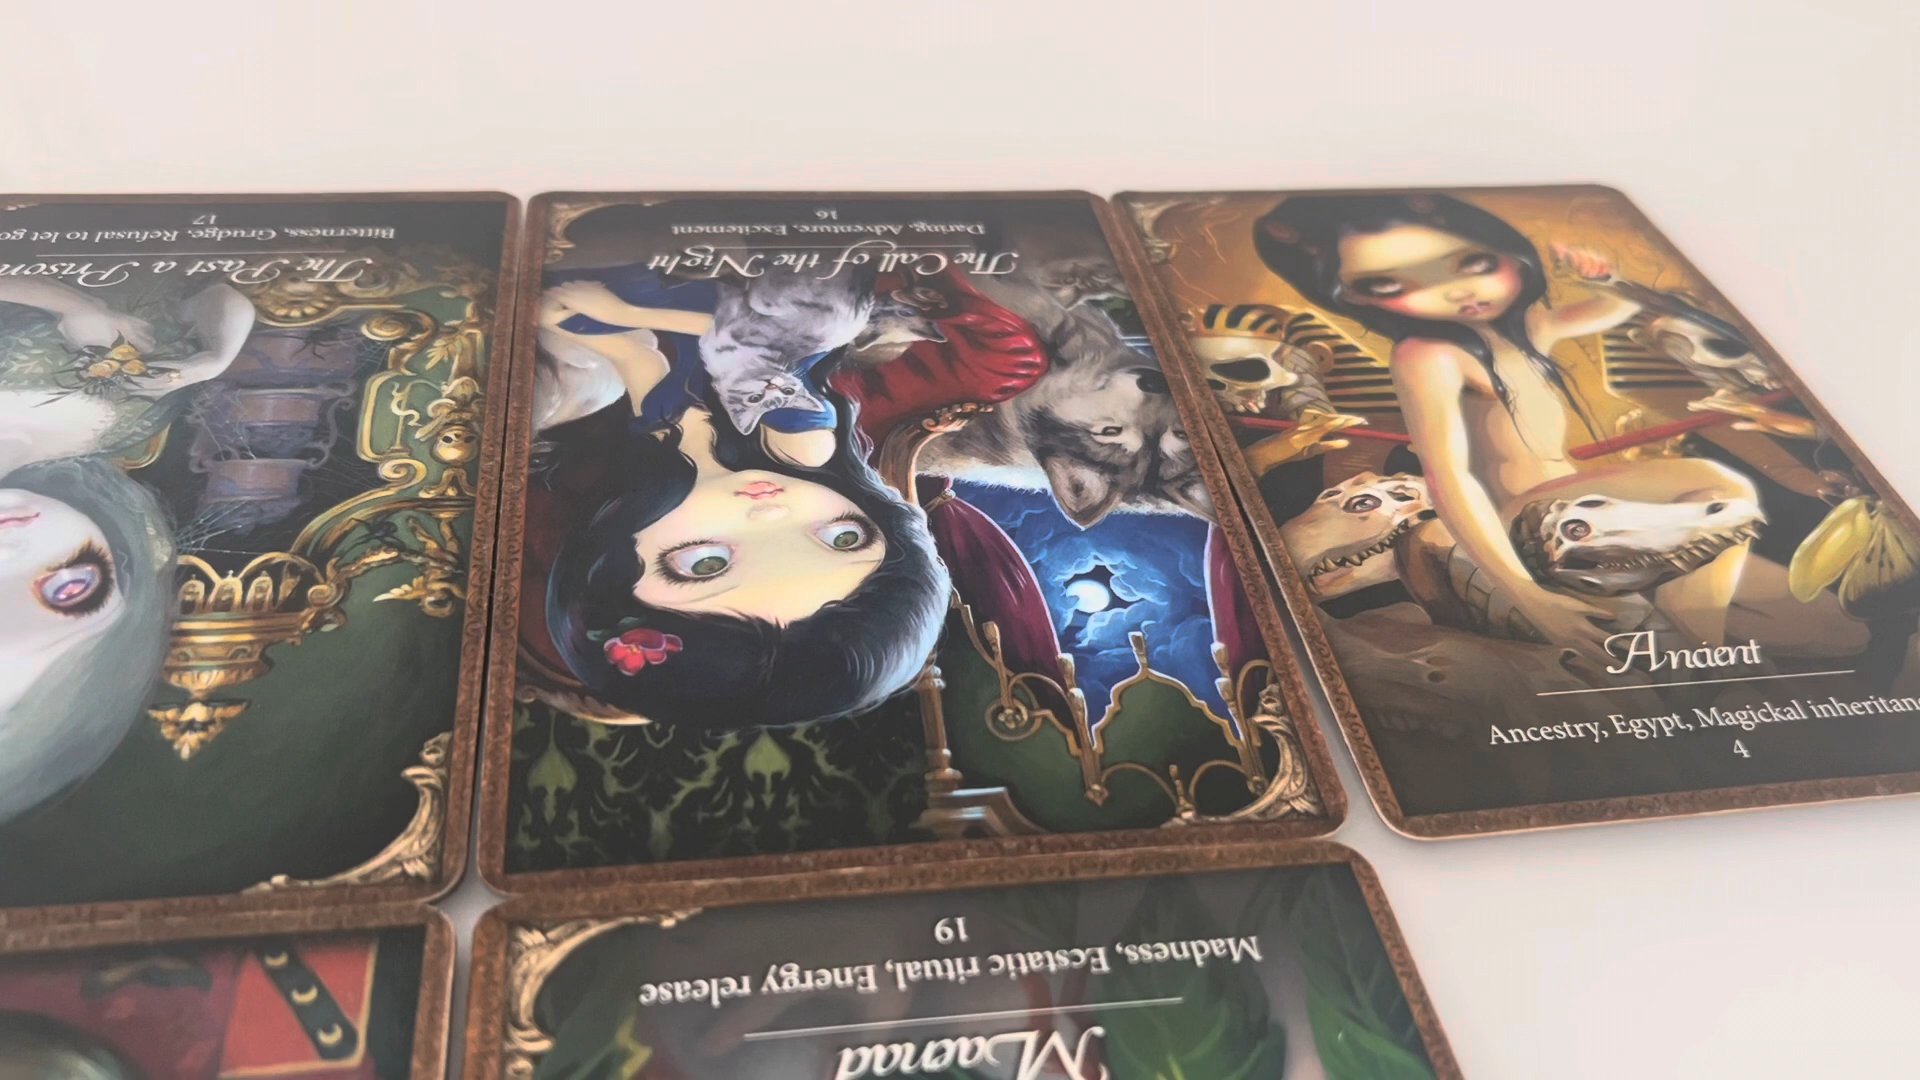 The Past a Prison
Bitterness, Grudge, Refusal to let go
17
The Call of the Night
Daring, Adventure, Excitement
16
Ancient
Ancestry, Egypt, Magickal inheritanc
4
Maenad
Madness, Ecstatic ritual, Energy release
19